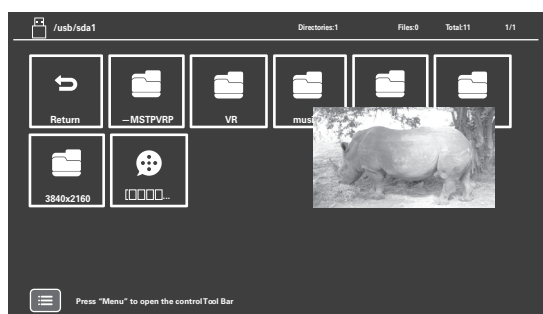 /usb/sda1 Directories:1 Files:0 Total:11 1/1
Return —MSTPVRP VR
3840x2160
Press "Menu" to open the control Tool Bar